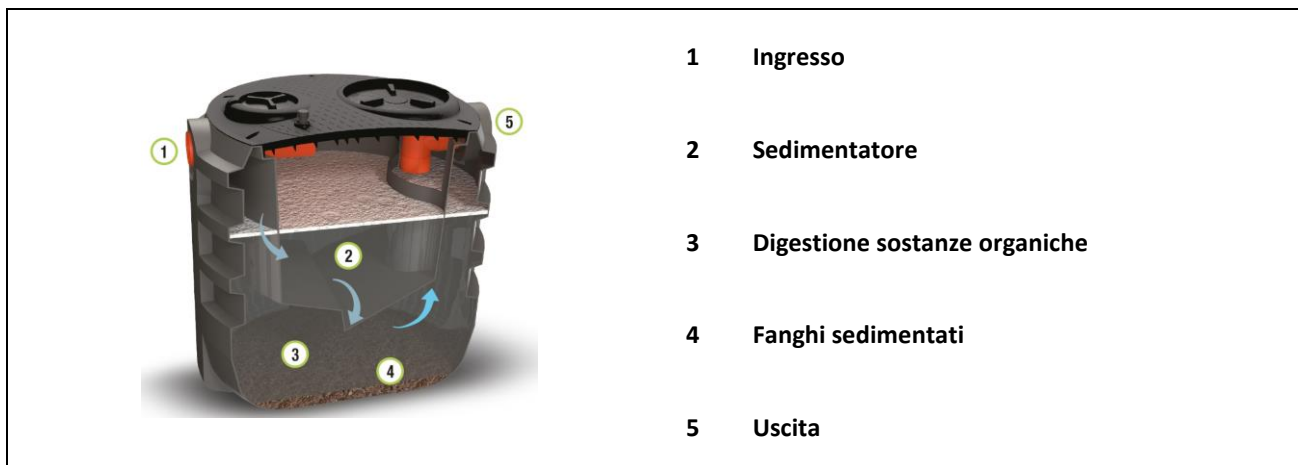 1 Ingresso
2 Sedimentatore
3 Digestione sostanze organiche
4 Fanghi sedimentati
5 Uscita
1
5
2
3
4